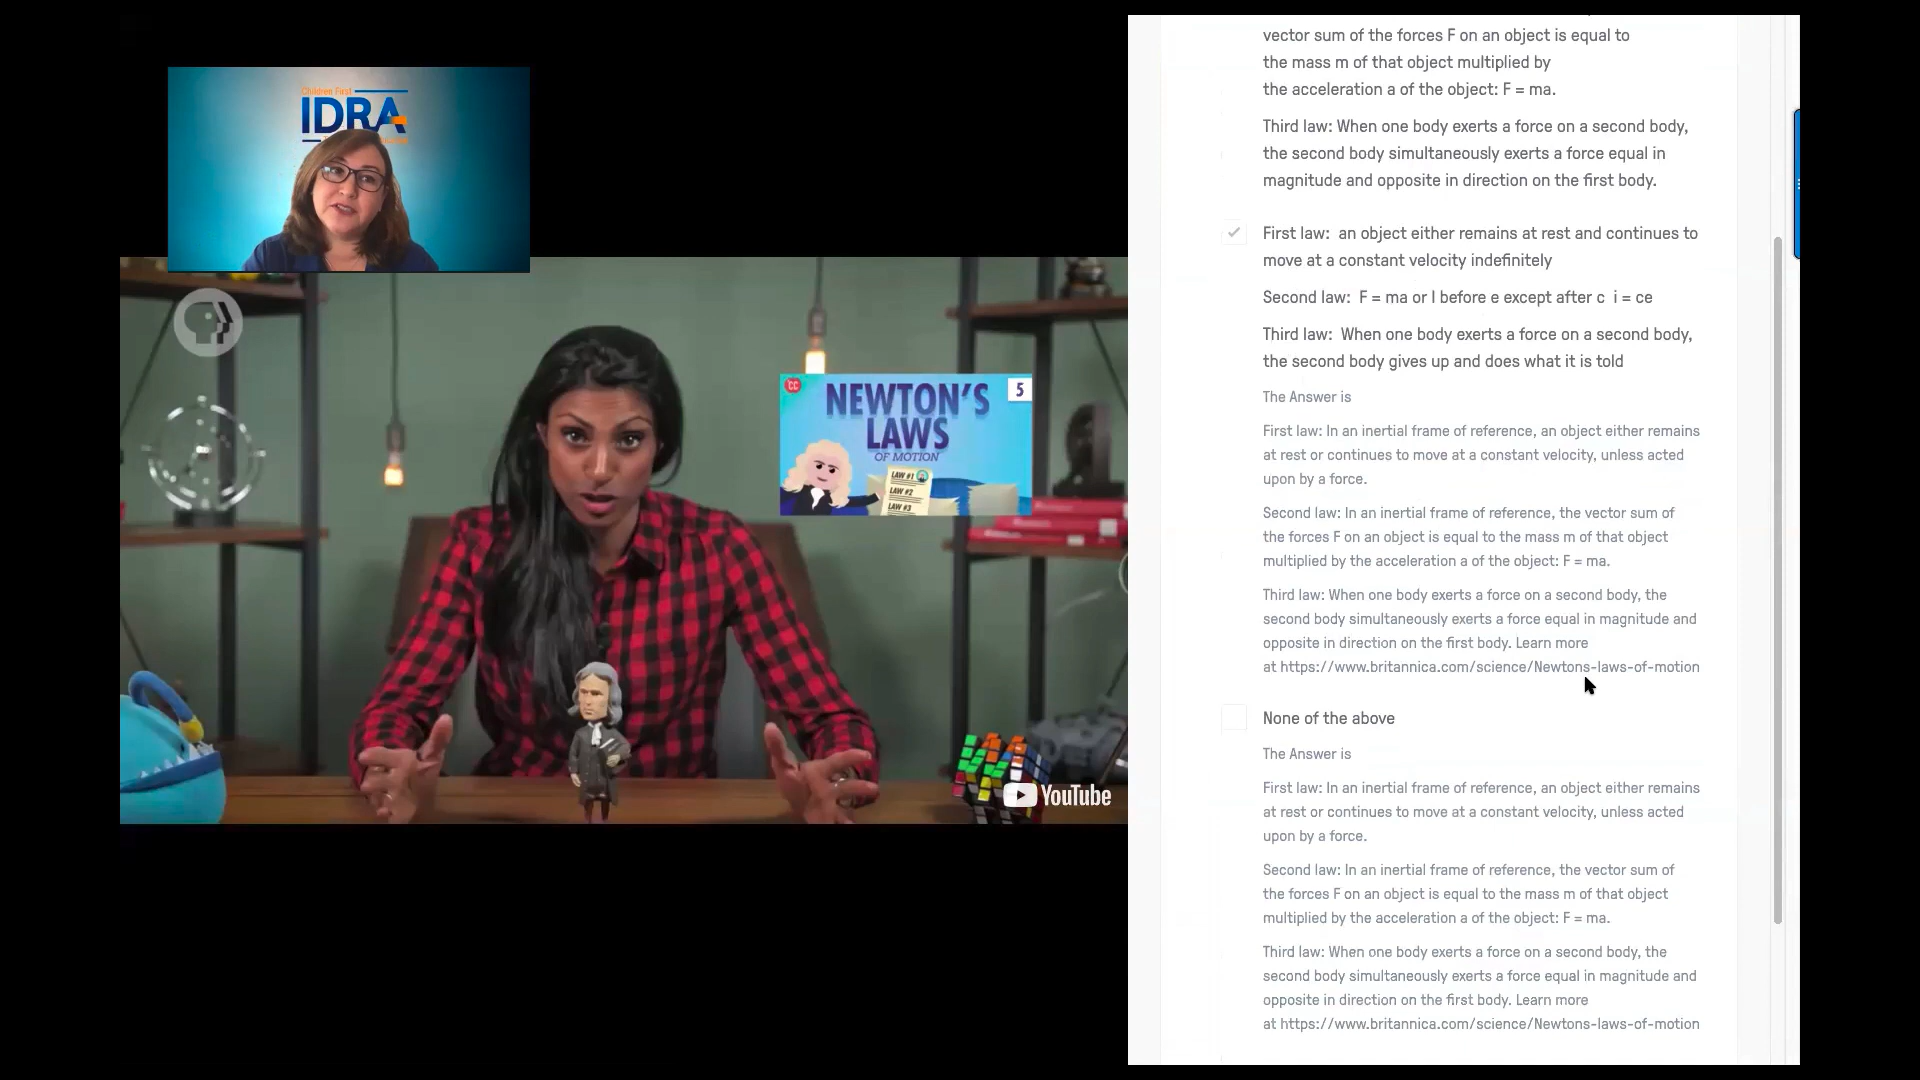 Children First
IDRA
NEWTON'S
LAWS
OF MOTION
5
CC
LAW #1
LAW #2
LAW #3
YouTube
vector sum of the forces F on an object is equal to
the mass m of that object multiplied by
the acceleration a of the object: F = ma.
Third law: When one body exerts a force on a second body,
the second body simultaneously exerts a force equal in
magnitude and opposite in direction on the first body.
First law:  an object either remains at rest and continues to
move at a constant velocity indefinitely
Second law:  F = ma or I before e except after c  i = ce
Third law:  When one body exerts a force on a second body,
the second body gives up and does what it is told
The Answer is
First law: In an inertial frame of reference, an object either remains
at rest or continues to move at a constant velocity, unless acted
upon by a force.
Second law: In an inertial frame of reference, the vector sum of
the forces F on an object is equal to the mass m of that object
multiplied by the acceleration a of the object: F = ma.
Third law: When one body exerts a force on a second body, the
second body simultaneously exerts a force equal in magnitude and
opposite in direction on the first body. Learn more
at https://www.britannica.com/science/Newtons-laws-of-motion
None of the above
The Answer is
First law: In an inertial frame of reference, an object either remains
at rest or continues to move at a constant velocity, unless acted
upon by a force.
Second law: In an inertial frame of reference, the vector sum of
the forces F on an object is equal to the mass m of that object
multiplied by the acceleration a of the object: F = ma.
Third law: When one body exerts a force on a second body, the
second body simultaneously exerts a force equal in magnitude and
opposite in direction on the first body. Learn more
at https://www.britannica.com/science/Newtons-laws-of-motion